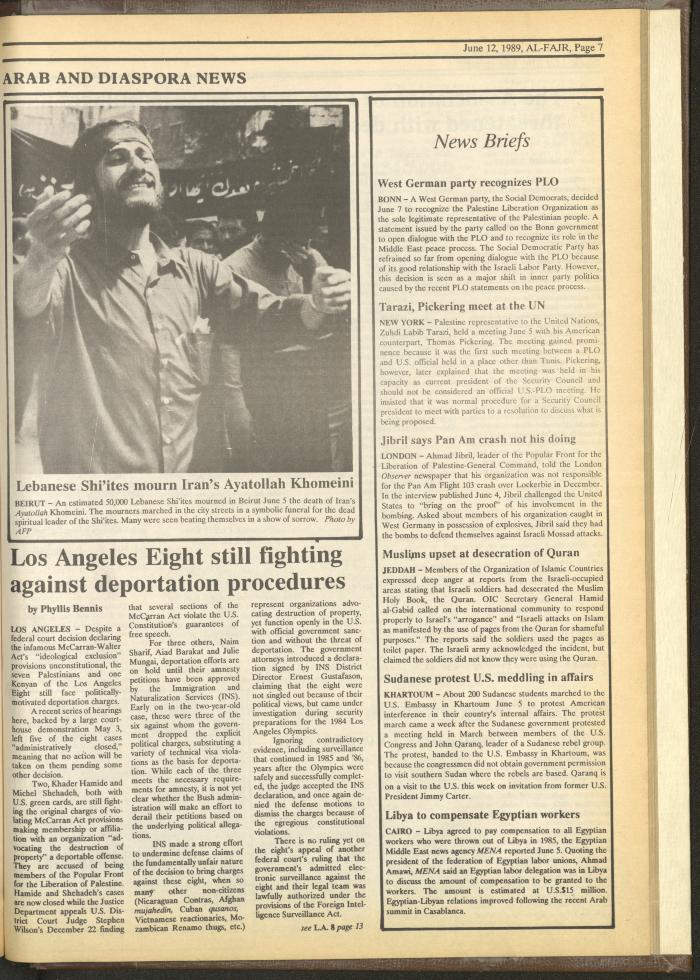 June 12, 1989, AL-FAJR, Page 7
ARAB AND DIASPORA NEWS
Lebanese Shi'ites mourn Iran's Ayatollah Khomeini
BEIRUT – An estimated 50,000 Lebanese Shi'ites mourned in Beirut June 5 the death of Iran's
Ayatollah Khomeini. The mourners marched in the city streets in a symbolic funeral for the dead
spiritual leader of the Shi'ites. Many were seen beating themselves in a show of sorrow. Photo by
AFP
Los Angeles Eight still fighting
against deportation procedures
by Phyllis Bennis
LOS ANGELES – Despite a
federal court decision declaring
the infamous McCarran-Walter
Act's "ideological exclusion"
provisions unconstitutional, the
seven Palestinians and one
Kenyan of the Los Angeles
Eight still face politically-
motivated deportation charges.
A recent series of hearings
here, backed by a large court-
house demonstration May 3,
left five of the eight cases
"administratively closed,"
meaning that no action will be
taken on them pending some
other decision.
Two, Khader Hamide and
Michel Shehadeh, both with
U.S. green cards, are still fight-
ing the original charges of vio-
lating McCarran Act provisions
making membership or affilia-
tion with an organization "ad-
vocating the destruction of
property" a deportable offense.
They are accused of being
members of the Popular Front
for the Liberation of Palestine.
Hamide and Shehadeh's cases
are now closed while the Justice
Department appeals U.S. Dis-
trict Court Judge Stephen
Wilson's December 22 finding
that several sections of the
McCarran Act violate the U.S.
Constitution's guarantees of
free speech.
For three others, Naim
Sharif, Aiad Barakat and Julie
Mungai, deportation efforts are
on hold until their amnesty
petitions have been approved
by the Immigration and
Naturalization Services (INS).
Early on in the two-year-old
case, these were three of the
six against whom the govern-
ment dropped the explicit
political charges, substituting a
variety of technical visa viola-
tions as the basis for deporta-
tion. While each of the three
meets the necessary require-
ments for amnesty, it is not yet
clear whether the Bush admin-
istration will make an effort to
derail their petitions based on
the underlying political allega-
tions.
INS made a strong effort
to undermine defense claims of
the fundamentally unfair nature
of the decision to bring charges
against these eight, when so
many other non-citizens
(Nicaraguan Contras, Afghan
mujahedin, Cuban qusanos,
Vietnamese reactionaries, Mo-
zambican Renamo thugs, etc.)
represent organizations advo-
cating destruction of property,
yet function openly in the U.S.
with official government sanc-
tion and without the threat of
deportation. The government
attorneys introduced a declara-
tion signed by INS District
Director Ernest Gustafason,
claiming that the eight were
not singled out because of their
political views, but came under
investigation during security
preparations for the 1984 Los
Angeles Olympics.
Ignoring contradictory
evidence, including surveillance
that continued in 1985 and '86,
years after the Olympics were
safely and successfully complet-
ed, the judge accepted the INS
declaration, and once again de-
nied the defense motions to
dismiss the charges because of
the egregious constitutional
violations.
There is no ruling yet on
the eight's appeal of another
federal court's ruling that the
government's admitted elec-
tronic surveillance against the
eight and their legal team was
lawfully authorized under the
provisions of the Foreign Intel-
ligence Surveillance Act.
see L.A. 8 page 13
News Briefs
West German party recognizes PLO
BONN – A West German party, the Social Democrats, decided
June 7 to recognize the Palestine Liberation Organization as
the sole legitimate representative of the Palestinian people. A
statement issued by the party called on the Bonn government
to open dialogue with the PLO and to recognize its role in the
Middle East peace process. The Social Democratic Party has
refrained so far from opening dialogue with the PLO because
of its good relationship with the Israeli Labor Party. However,
this decision is seen as a major shift in inner party politics
caused by the recent PLO statements on the peace process.
Tarazi, Pickering meet at the UN
NEW YORK – Palestine representative to the United Nations,
Zuhdi Labib Tarazi, held a meeting June 5 with his American
counterpart, Thomas Pickering. The meeting gained promi-
nence because it was the first such meeting between a PLO
and U.S. official held in a place other than Tunis. Pickering,
however, later explained that the meeting was held in his
capacity as current president of the Security Council and
should not be considered an official U.S.-PLO meeting. He
insisted that it was normal procedure for a Security Council
president to meet with parties to a resolution to discuss what is
being proposed.
Jibril says Pan Am crash not his doing
LONDON – Ahmad Jibril, leader of the Popular Front for the
Liberation of Palestine-General Command, told the London
Observer newspaper that his organization was not responsible
for the Pan Am Flight 103 crash over Lockerbie in December.
In the interview published June 4, Jibril challenged the United
States to "bring on the proof" of his involvement in the
bombing. Asked about members of his organization caught in
West Germany in possession of explosives, Jibril said they had
the bombs to defend themselves against Israeli Mossad attacks.
Muslims upset at desecration of Quran
JEDDAH – Members of the Organization of Islamic Countries
expressed deep anger at reports from the Israeli-occupied
areas stating that Israeli soldiers had desecrated the Muslim
Holy Book, the Quran. OIC Secretary General Hamid
al-Gabid called on the international community to respond
properly to Israel's "arrogance" and "Israeli attacks on Islam
as manifested by the use of pages from the Quran for shameful
purposes." The reports said the soldiers used the pages as
toilet paper. The Israeli army acknowledged the incident, but
claimed the soldiers did not know they were using the Quran.
Sudanese protest U.S. meddling in affairs
KHARTOUM – About 200 Sudanese students marched to the
U.S. Embassy in Khartoum June 5 to protest American
interference in their country's internal affairs. The protest
march came a week after the Sudanese government protested
a meeting held in March between members of the U.S.
Congress and John Qaranq, leader of a Sudanese rebel group.
The protest, handed to the U.S. Embassy in Khartoum, was
because the congressmen did not obtain government permission
to visit southern Sudan where the rebels are based. Qaranq is
on a visit to the U.S. this week on invitation from former U.S.
President Jimmy Carter.
Libya to compensate Egyptian workers
CAIRO – Libya agreed to pay compensation to all Egyptian
workers who were thrown out of Libya in 1985, the Egyptian
Middle East news agency MENA reported June 5. Quoting the
president of the federation of Egyptian labor unions, Ahmad
Amawi, MENA said an Egyptian labor delegation was in Libya
to discuss the amount of compensation to be granted to the
workers. The amount is estimated at U.S.$15 million.
Egyptian-Libyan relations improved following the recent Arab
summit in Casablanca.